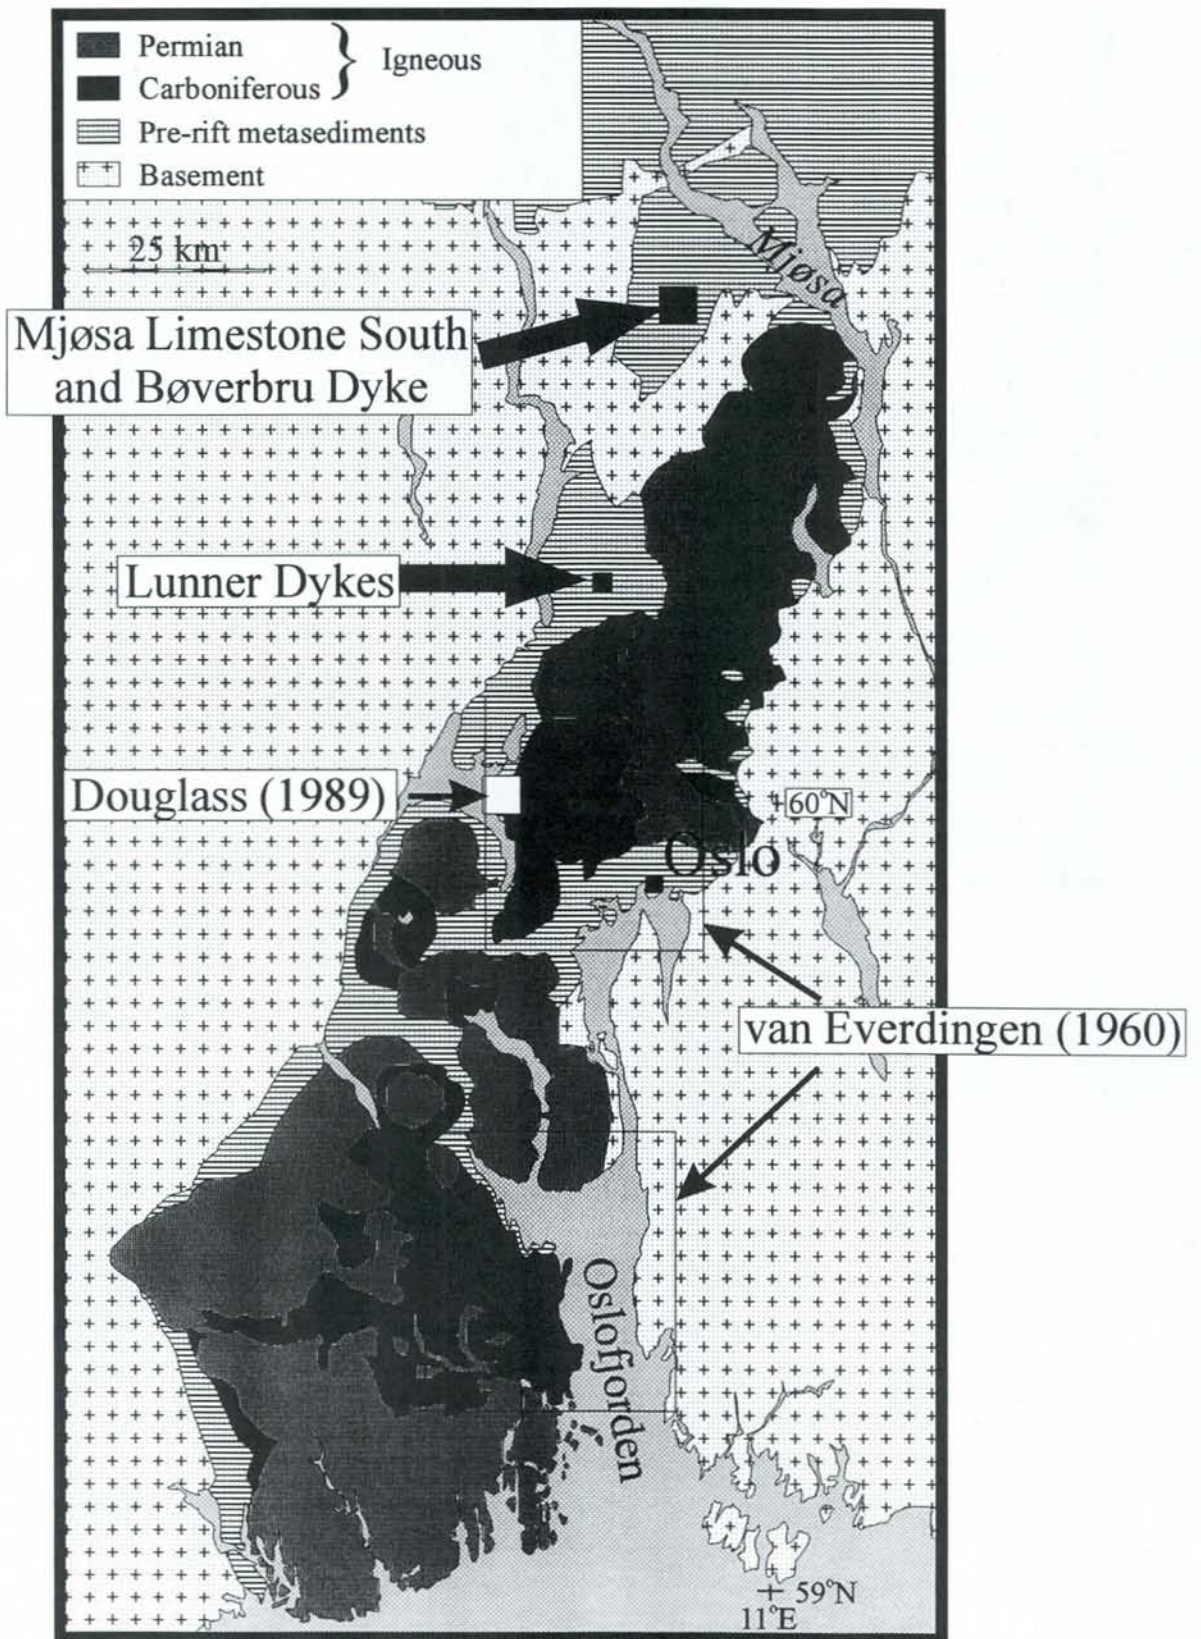 Permian
Carboniferous
Igneous
Pre-rift metasediments
Basement
25 km
Mjøsa
Mjøsa Limestone South
and Bøverbru Dyke
Lunner Dykes
Douglass (1989)
60°N
Oslo
van Everdingen (1960)
Oslofjorden
59°N
11°E